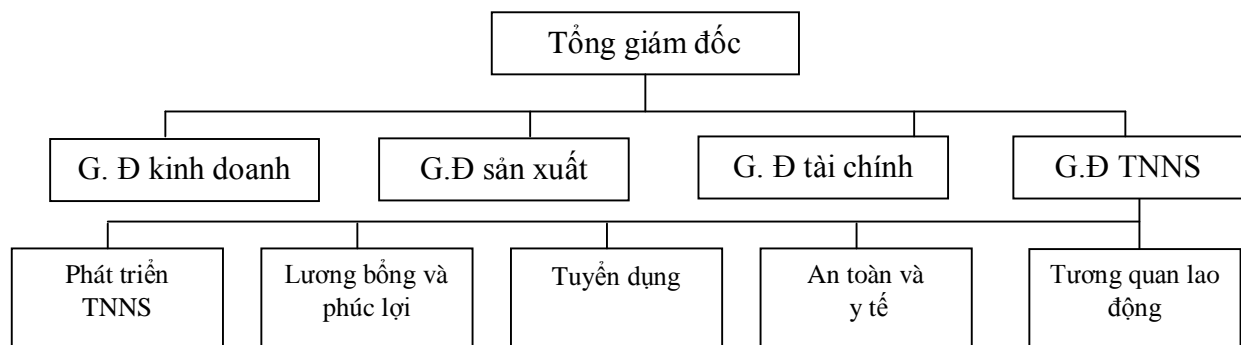 Tổng giám đốc
G. Đ kinh doanh
G.Đ sản xuất
G. Đ tài chính
G.Đ TNNS
Phát triển
TNNS
Lương bổng và
phúc lợi
Tuyển dụng
An toàn và
y tế
Tương quan lao
động